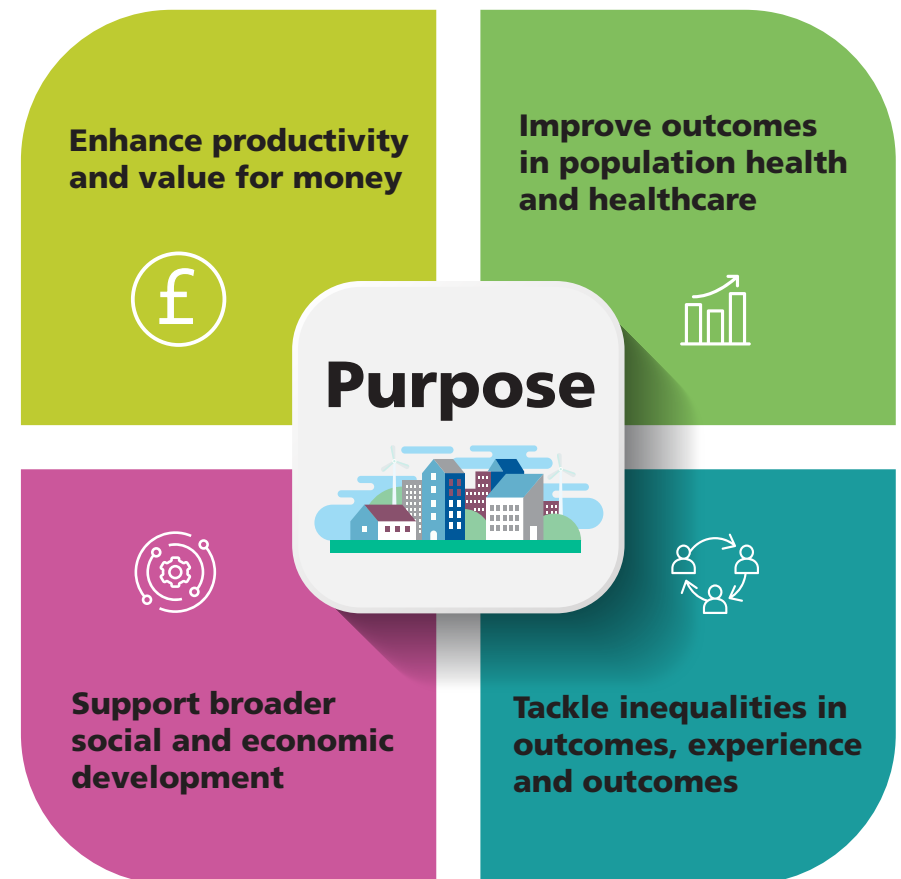 Enhance productivity
and value for money
£
Improve outcomes
in population health
and healthcare
Purpose
Support broader
social and economic
development
Tackle inequalities in
outcomes, experience
and outcomes